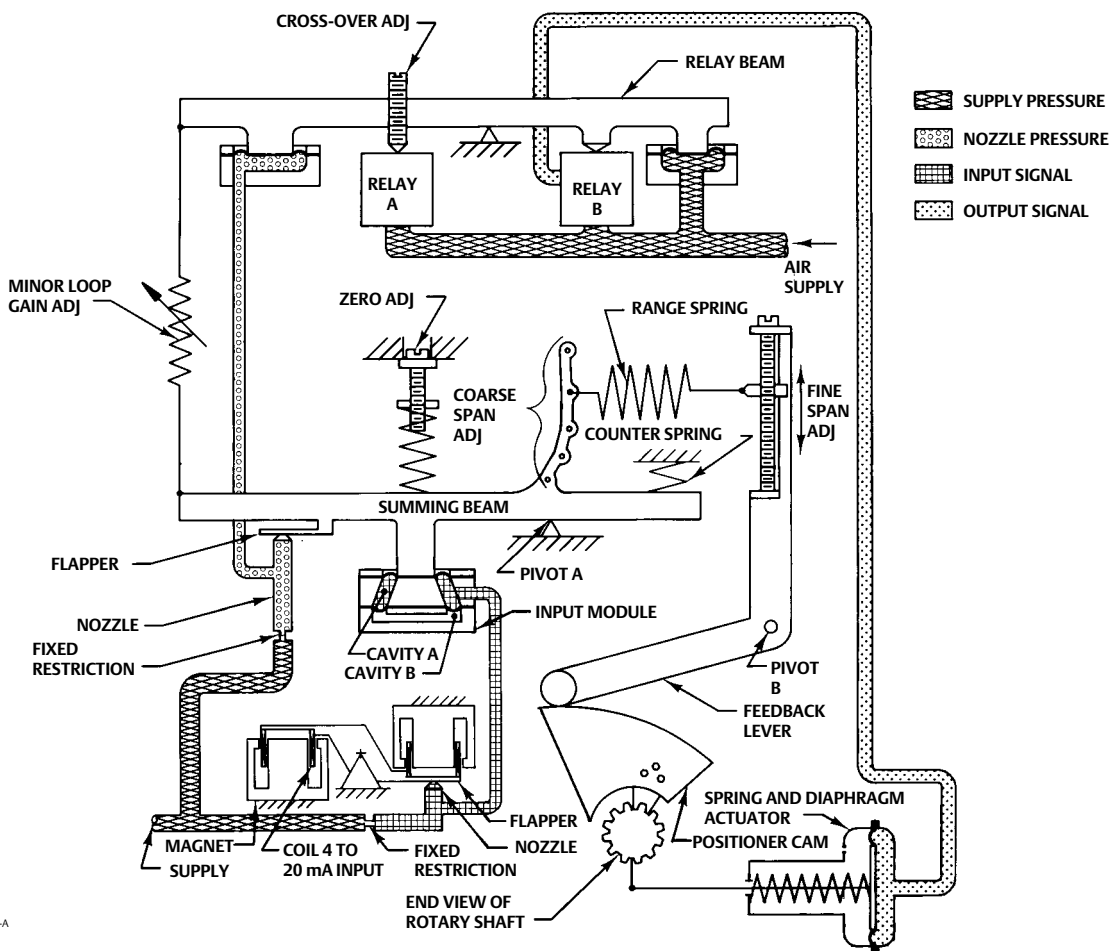 CROSS-OVER ADJ
RELAY BEAM
SUPPLY PRESSURE
NOZZLE PRESSURE
INPUT SIGNAL
OUTPUT SIGNAL
RELAY
A
RELAY
B
AIR
SUPPLY
MINOR LOOP
GAIN ADJ
ZERO ADJ
RANGE SPRING
COARSE
SPAN
ADJ
FINE
SPAN
ADJ
COUNTER SPRING
SUMMING BEAM
FLAPPER
PIVOT A
NOZZLE
INPUT MODULE
FIXED
RESTRICTION
CAVITY A
CAVITY B
PIVOT
B
FEEDBACK
LEVER
SPRING AND DIAPHRAGM
ACTUATOR
FLAPPER
POSITIONER CAM
MAGNET
NOZZLE
SUPPLY
COIL 4 TO
20 mA INPUT
FIXED
RESTRICTION
END VIEW OF
ROTARY SHAFT
-A